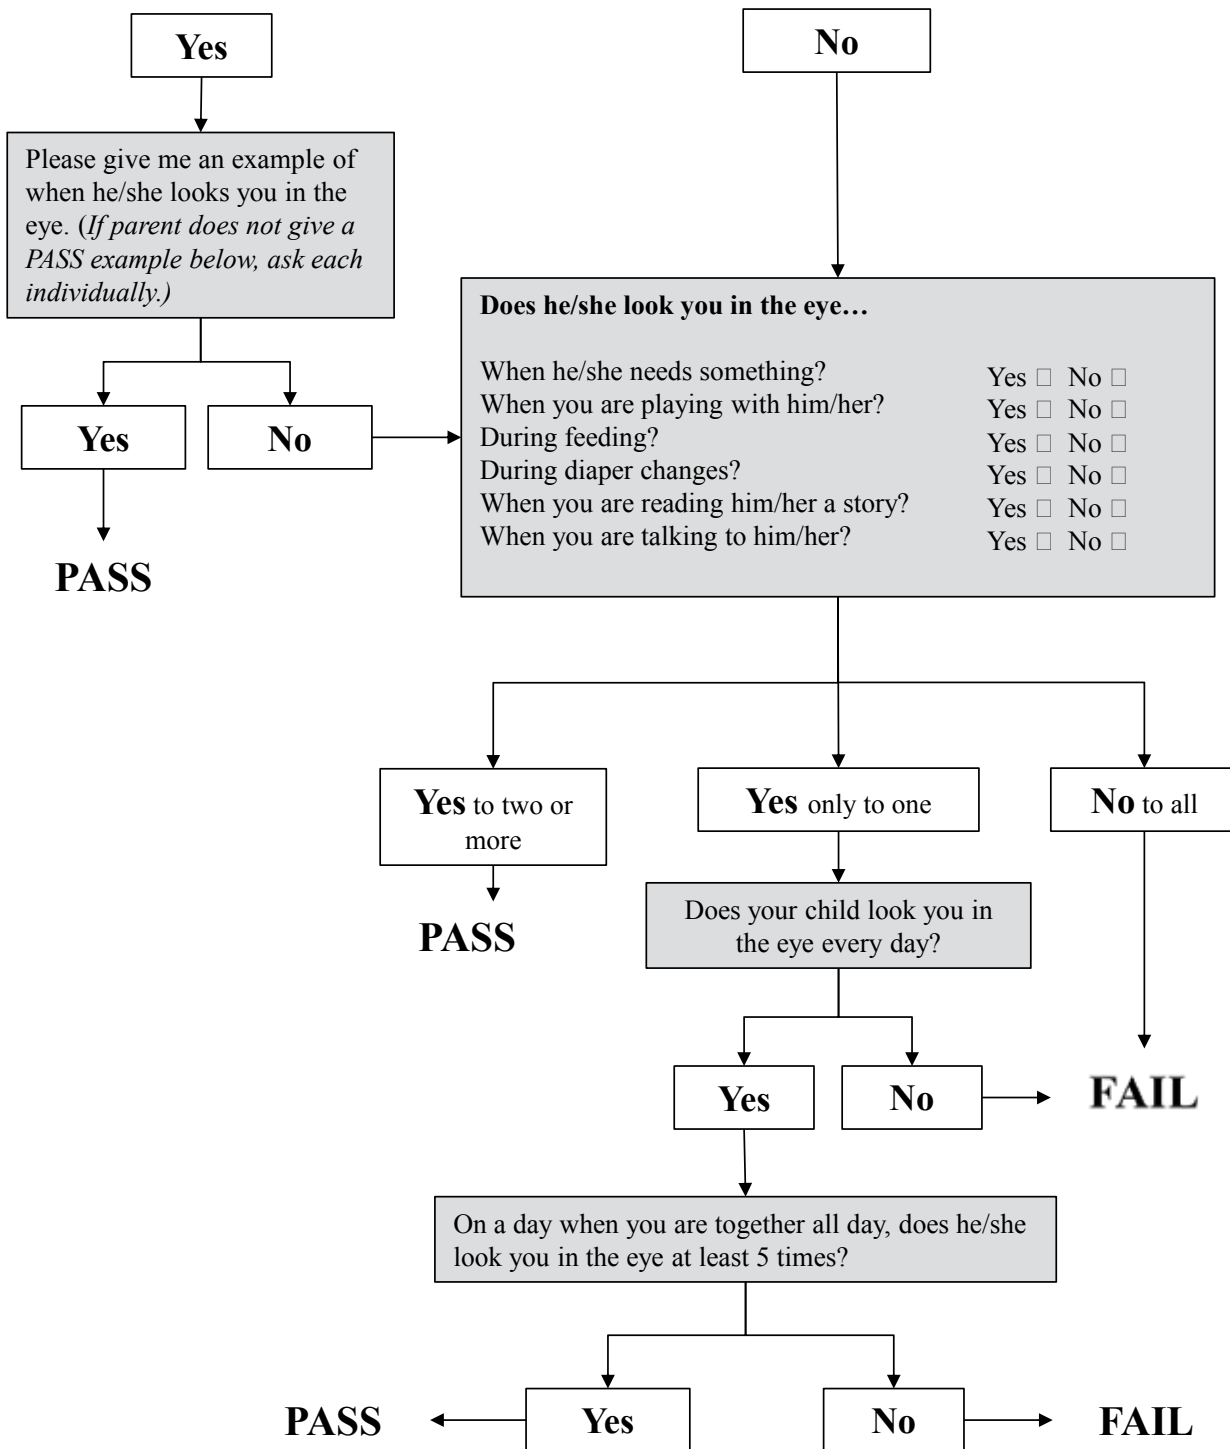 Yes
No
Please give me an example of
when he/she looks you in the
eye. (If parent does not give a
PASS example below, ask each
individually.)
Yes
No
PASS
Does he/she look you in the eye…
When he/she needs something? Yes □ No □
When you are playing with him/her? Yes □ No □
During feeding? Yes □ No □
During diaper changes? Yes □ No □
When you are reading him/her a story? Yes □ No □
When you are talking to him/her? Yes □ No □
Yes to two or
more
Yes only to one
No to all
PASS
Does your child look you in
the eye every day?
Yes
No
FAIL
On a day when you are together all day, does he/she
look you in the eye at least 5 times?
PASS
Yes
No
FAIL